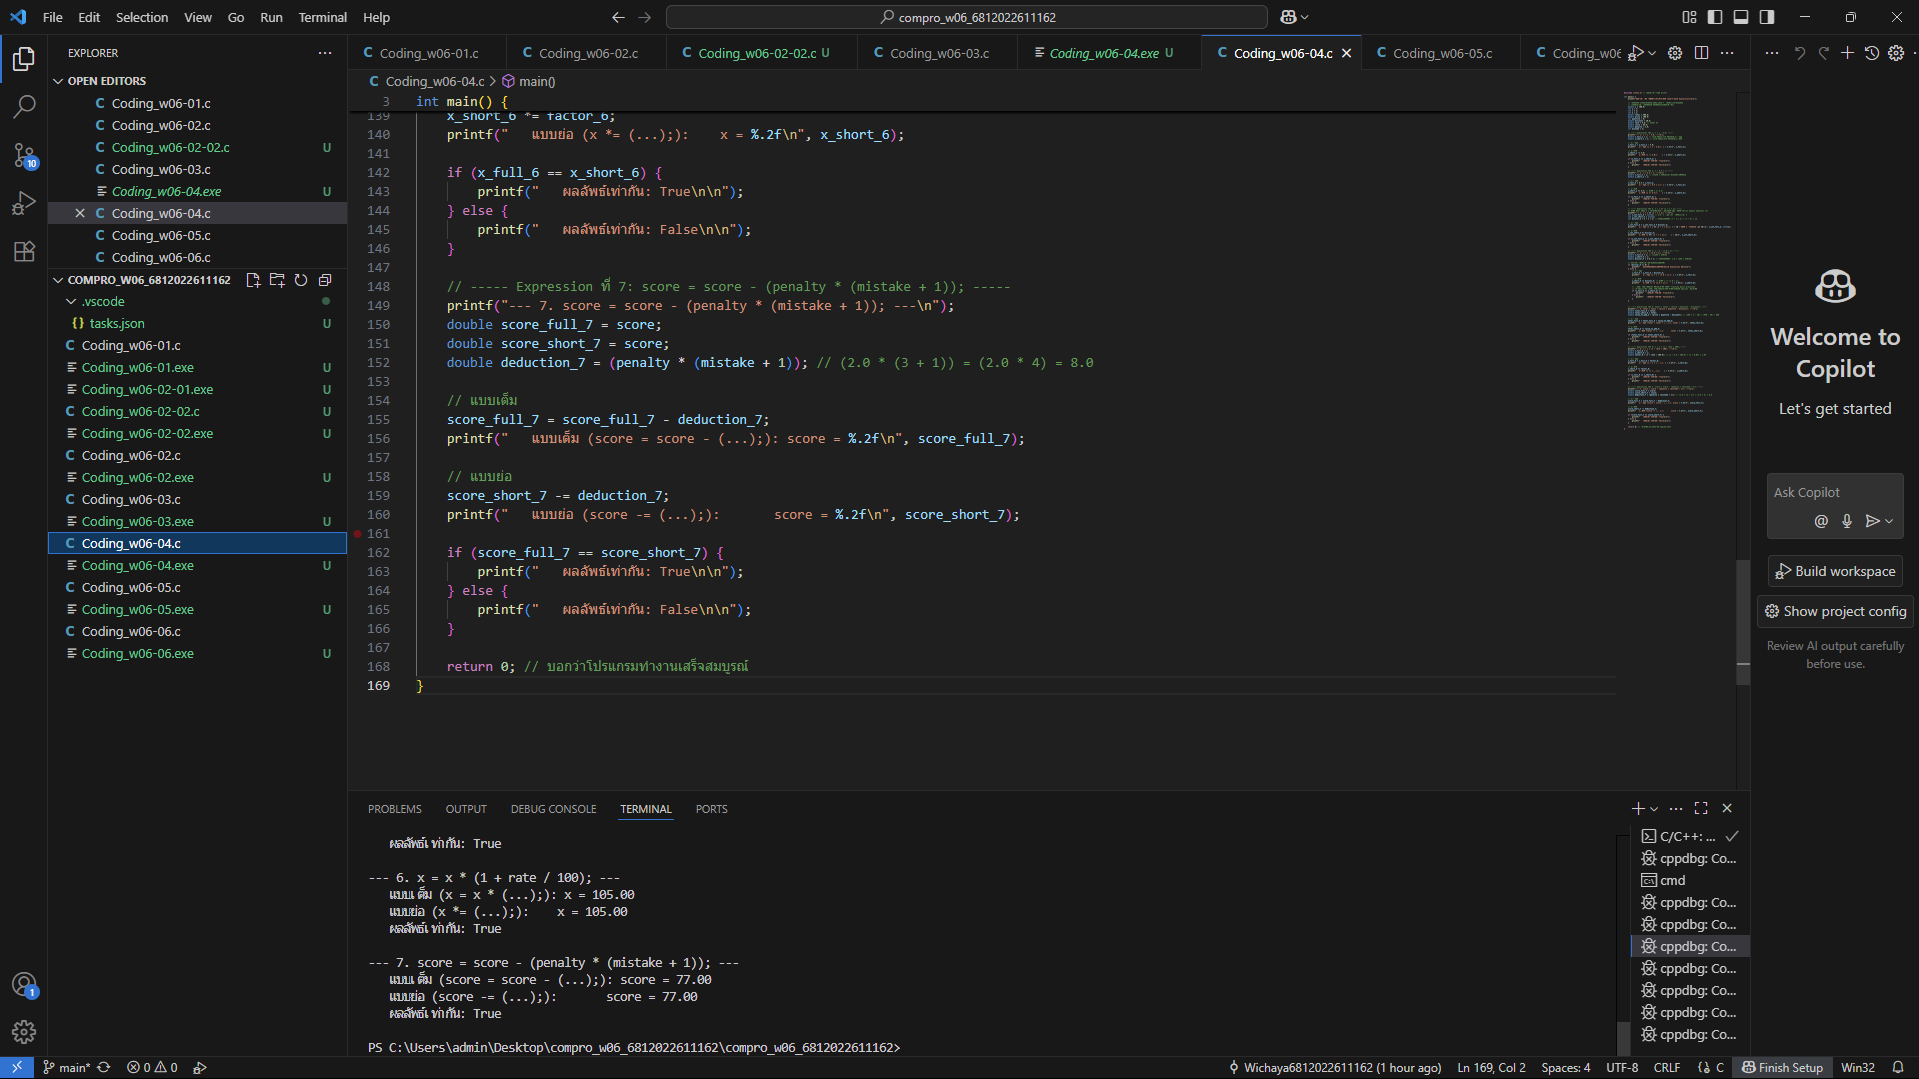 File Edit Selection View Go Run Terminal Help
compro_w06_6812022611162
EXPLORER
OPEN EDITORS
Coding_w06-01.c
Coding_w06-02.c
Coding_w06-02-02.c U
Coding_w06-03.c
Coding_w06-04.exe U
Coding_w06-04.c
Coding_w06-05.c
Coding_w06-06.c
COMPRO_W06_6812022611162
.vscode
{} tasks.json U
C Coding_w06-01.c
Coding_w06-01.exe U
Coding_w06-02-01.exe U
C Coding_w06-02-02.c U
Coding_w06-02-02.exe U
C Coding_w06-02.c
Coding_w06-02.exe U
C Coding_w06-03.c
Coding_w06-03.exe U
C Coding_w06-04.c
Coding_w06-04.exe U
C Coding_w06-05.c
Coding_w06-05.exe U
C Coding_w06-06.c
Coding_w06-06.exe U
10
1
C Coding_w06-01.c C Coding_w06-02.c C Coding_w06-02-02.c U C Coding_w06-03.c Coding_w06-04.exe U C Coding_w06-04.c C Coding_w06-05.c C Coding_w06
C Coding_w06-04.c > main()
3 int main() {
139 x_short_6 *= factor_6;
140 printf("   แบบย่อ (x *= (...);):    x = %.2f\n", x_short_6);
141
142 if (x_full_6 == x_short_6) {
143 printf("   ผลลัพธ์เท่ากัน: True\n\n");
144 } else {
145 printf("   ผลลัพธ์เท่ากัน: False\n\n");
146 }
147
148 // ----- Expression ที่ 7: score = score - (penalty * (mistake + 1)); -----
149 printf("--- 7. score = score - (penalty * (mistake + 1)); ---\n");
150 double score_full_7 = score;
151 double score_short_7 = score;
152 double deduction_7 = (penalty * (mistake + 1)); // (2.0 * (3 + 1)) = (2.0 * 4) = 8.0
153
154 // แบบเต็ม
155 score_full_7 = score_full_7 - deduction_7;
156 printf("   แบบเต็ม (score = score - (...);): score = %.2f\n", score_full_7);
157
158 // แบบย่อ
159 score_short_7 -= deduction_7;
160 printf("   แบบย่อ (score -= (...);):       score = %.2f\n", score_short_7);
161
162 if (score_full_7 == score_short_7) {
163 printf("   ผลลัพธ์เท่ากัน: True\n\n");
164 } else {
165 printf("   ผลลัพธ์เท่ากัน: False\n\n");
166 }
167
168 return 0; // บอกว่าโปรแกรมทำงานเสร็จสมบูรณ์
169 }
PROBLEMS OUTPUT DEBUG CONSOLE TERMINAL PORTS
ผลลัพธ์เท่ากัน: True
--- 6. x = x * (1 + rate / 100); ---
แบบเต็ม (x = x * (...);): x = 105.00
แบบย่อ (x *= (...);):    x = 105.00
ผลลัพธ์เท่ากัน: True
--- 7. score = score - (penalty * (mistake + 1)); ---
แบบเต็ม (score = score - (...);): score = 77.00
แบบย่อ (score -= (...);):       score = 77.00
ผลลัพธ์เท่ากัน: True
PS C:\Users\admin\Desktop\compro_w06_6812022611162\compro_w06_6812022611162>
C/C++: ...
cppdbg: Co...
cmd
cppdbg: Co...
cppdbg: Co...
cppdbg: Co...
cppdbg: Co...
cppdbg: Co...
cppdbg: Co...
cppdbg: Co...
Welcome to
Copilot
Let's get started
Ask Copilot
Build workspace
Show project config
Review AI output carefully
before use.
main* 0 0 Wichaya6812022611162 (1 hour ago) Ln 169, Col 2 Spaces: 4 UTF-8 CRLF {} C Finish Setup Win32